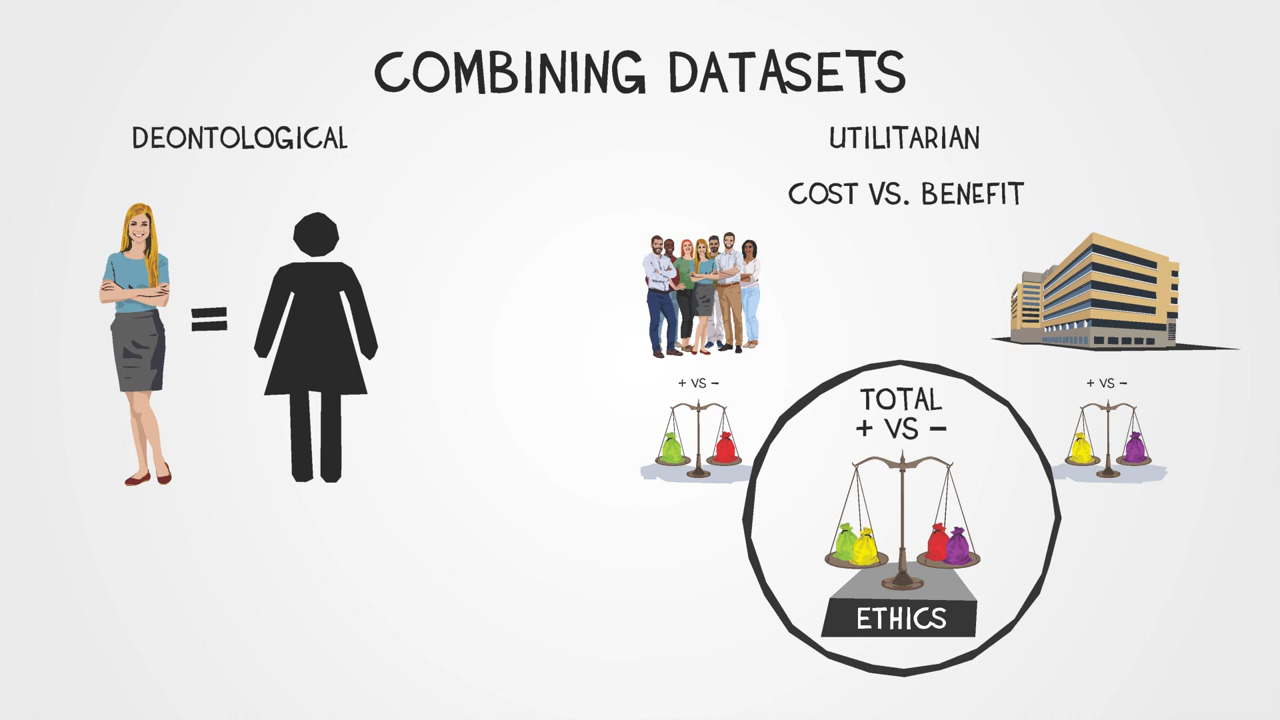 COMBINING DATASETS
DEONTOLOGICAL
UTILITARIAN
COST VS. BENEFIT
+ VS -
+ VS -
TOTAL
+ VS -
ETHICS